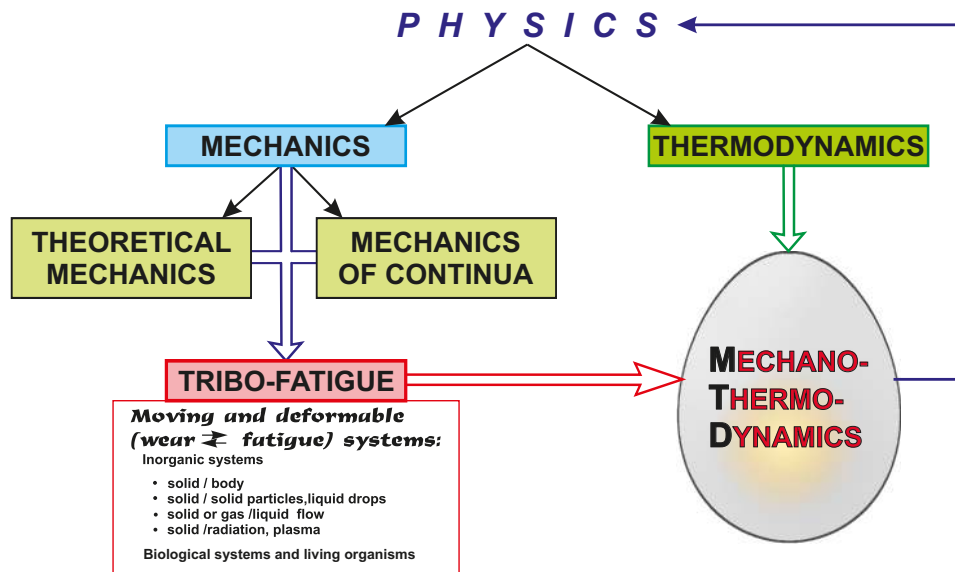 P H Y S I C S
MECHANICS
THERMODYNAMICS
THEORETICAL
MECHANICS
MECHANICS
OF CONTINUA
TRIBO-FATIGUE
Moving and deformable
(wear ⇄ fatigue) systems:
Inorganic systems
• solid / body
• solid / solid particles,liquid drops
• solid or gas /liquid flow
• solid /radiation, plasma
Biological systems and living organisms
MECHANO-
THERMO-
DYNAMICS